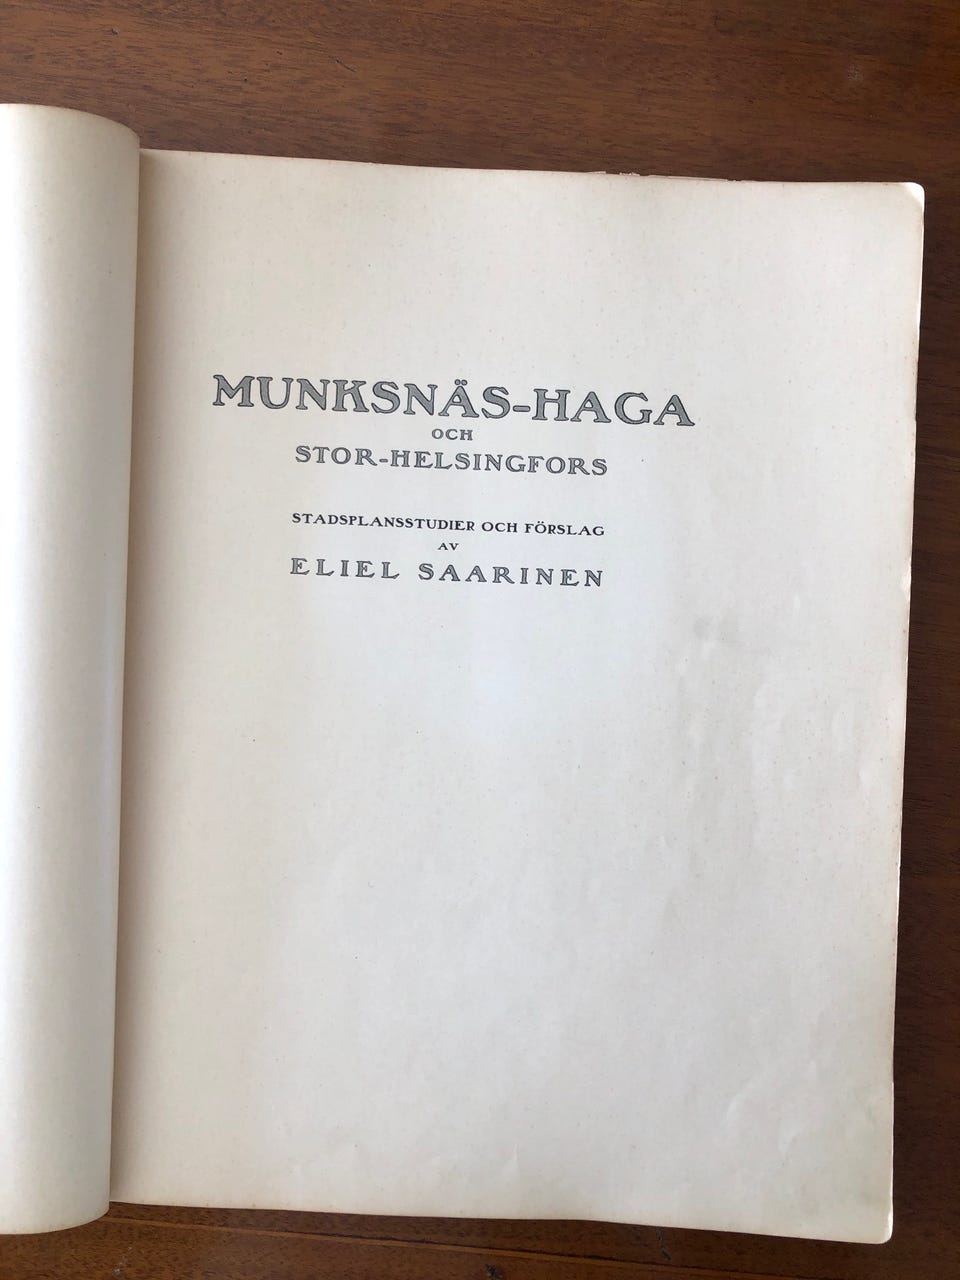 MUNKSNÄS-HAGA
OCH
STOR-HELSINGFORS
STADSPLANSSTUDIER OCH FÖRSLAG
AV
ELIEL SAARINEN